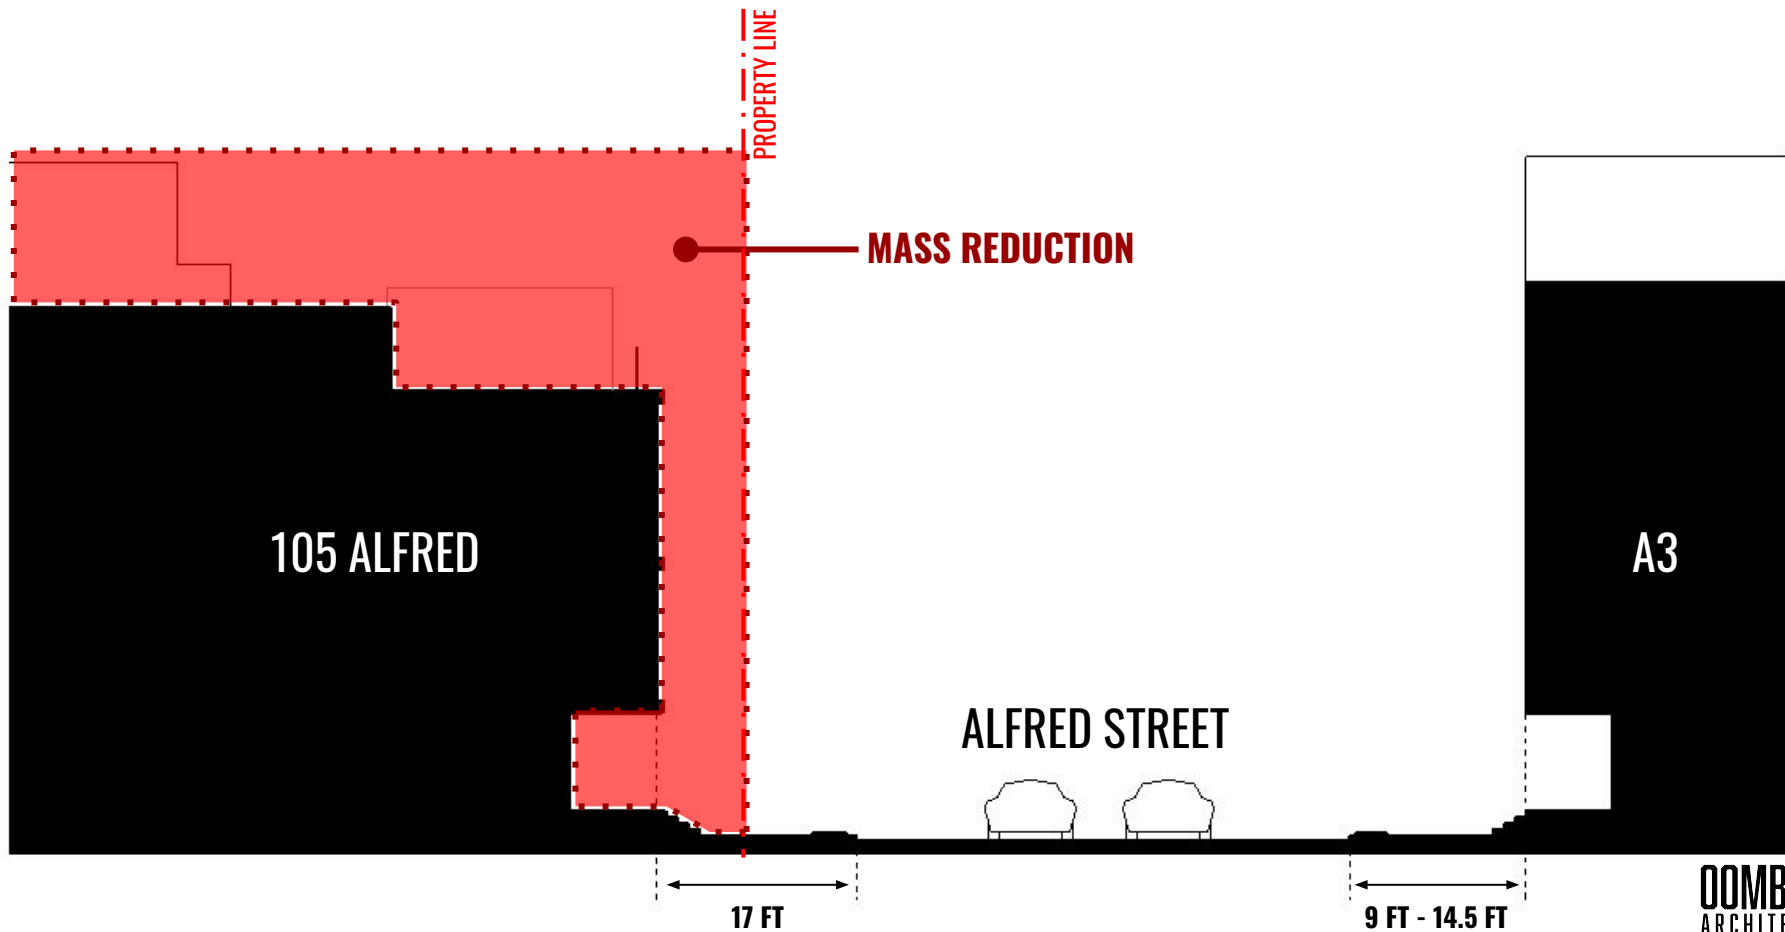 PROPERTY LINE
MASS REDUCTION
105 ALFRED
A3
ALFRED STREET
17 FT
9 FT - 14.5 FT